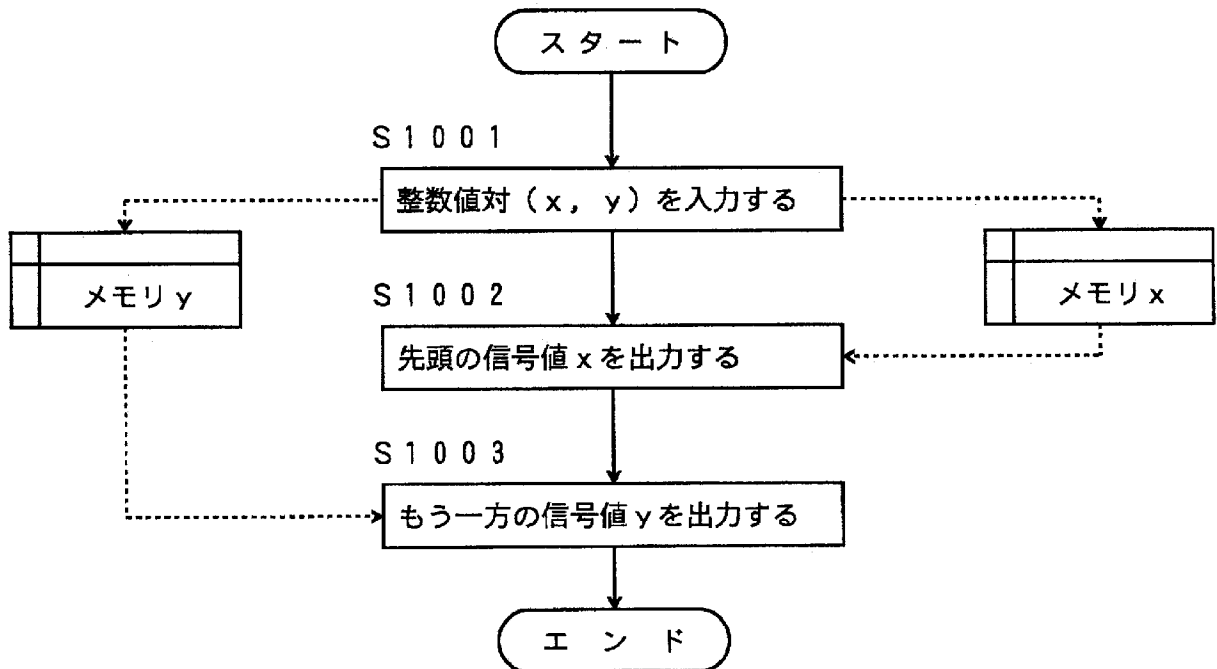 スタート
S1001
整数値対（x，y）を入力する
メモリy
メモリx
S1002
先頭の信号値xを出力する
S1003
もう一方の信号値yを出力する
エンド